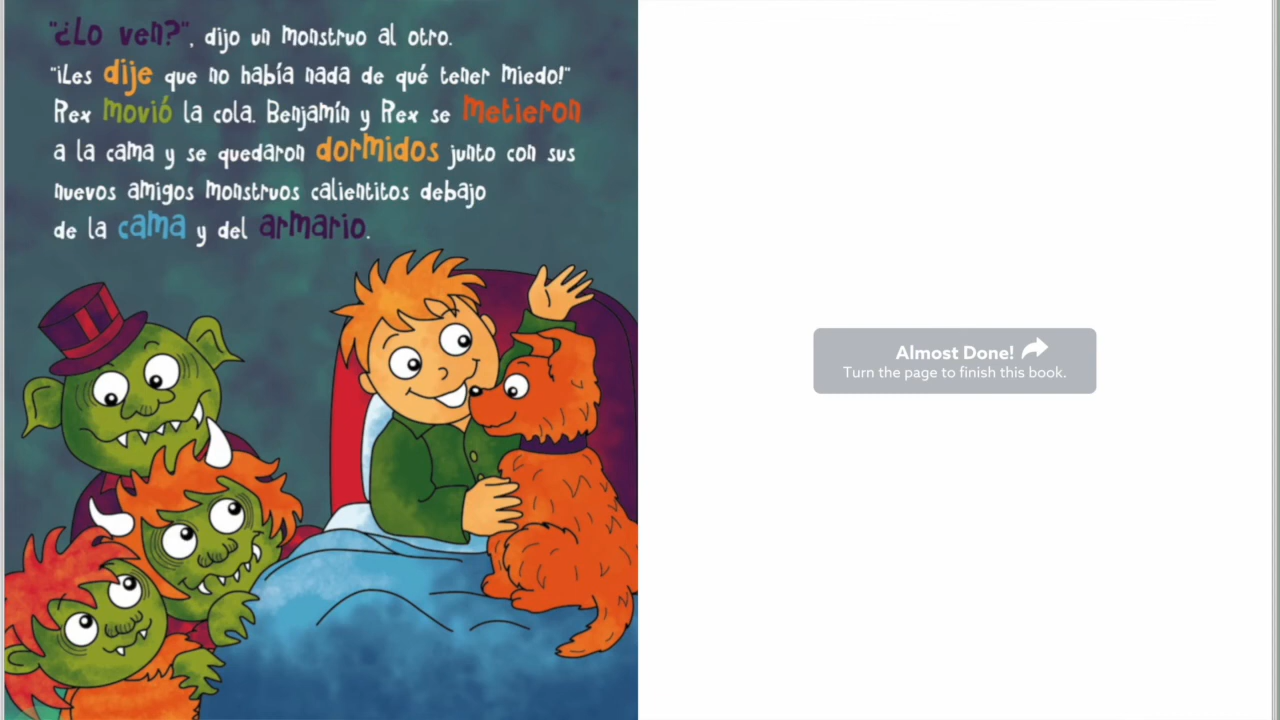 "¿Lo ven?", dijo un monstruo al otro.
"¡Les dije que no había nada de qué tener miedo!"
Rex movió la cola. Benjamín y Rex se metieron
a la cama y se quedaron dormidos junto con sus
nuevos amigos monstruos calientitos debajo
de la cama y del armario.
Almost Done!
Turn the page to finish this book.